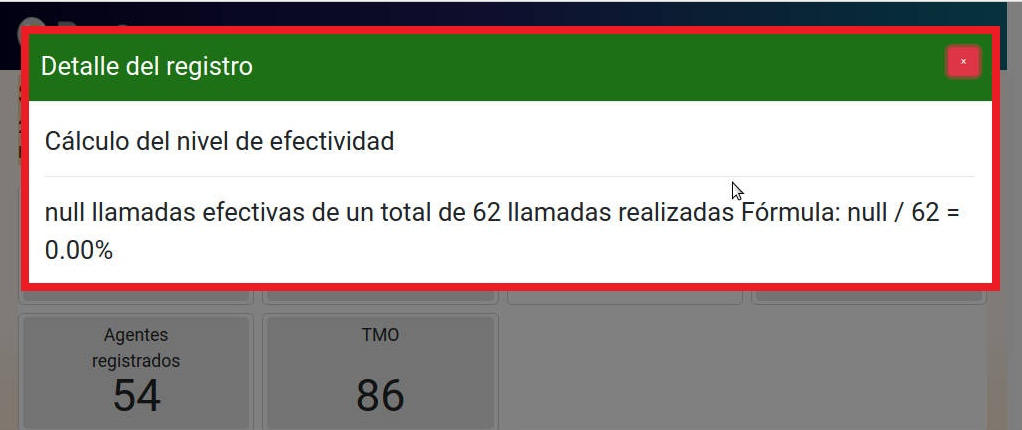 Detalle del registro
×
Cálculo del nivel de efectividad
null llamadas efectivas de un total de 62 llamadas realizadas Fórmula: null / 62 =
0.00%
Agentes
registrados
54
TMO
86